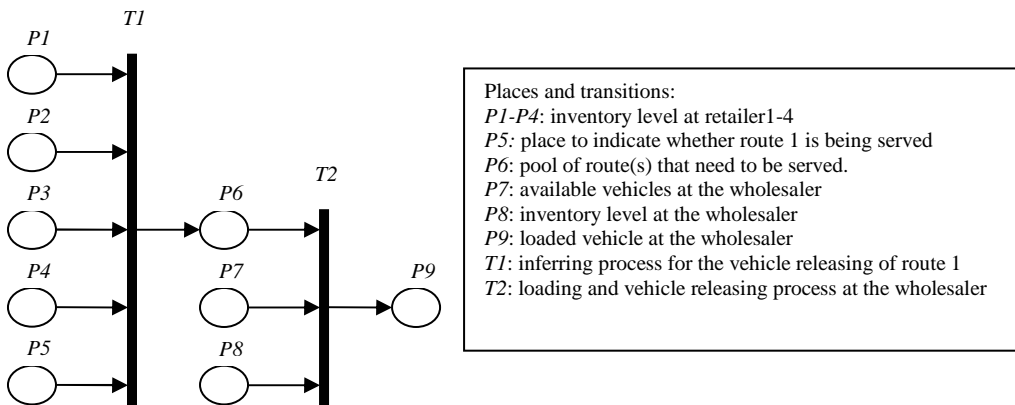 T1
P1
P2
P3
P4
P5
P6
P7
P8
T2
P9
Places and transitions:
P1-P4: inventory level at retailer1-4
P5: place to indicate whether route 1 is being served
P6: pool of route(s) that need to be served.
P7: available vehicles at the wholesaler
P8: inventory level at the wholesaler
P9: loaded vehicle at the wholesaler
T1: inferring process for the vehicle releasing of route 1
T2: loading and vehicle releasing process at the wholesaler